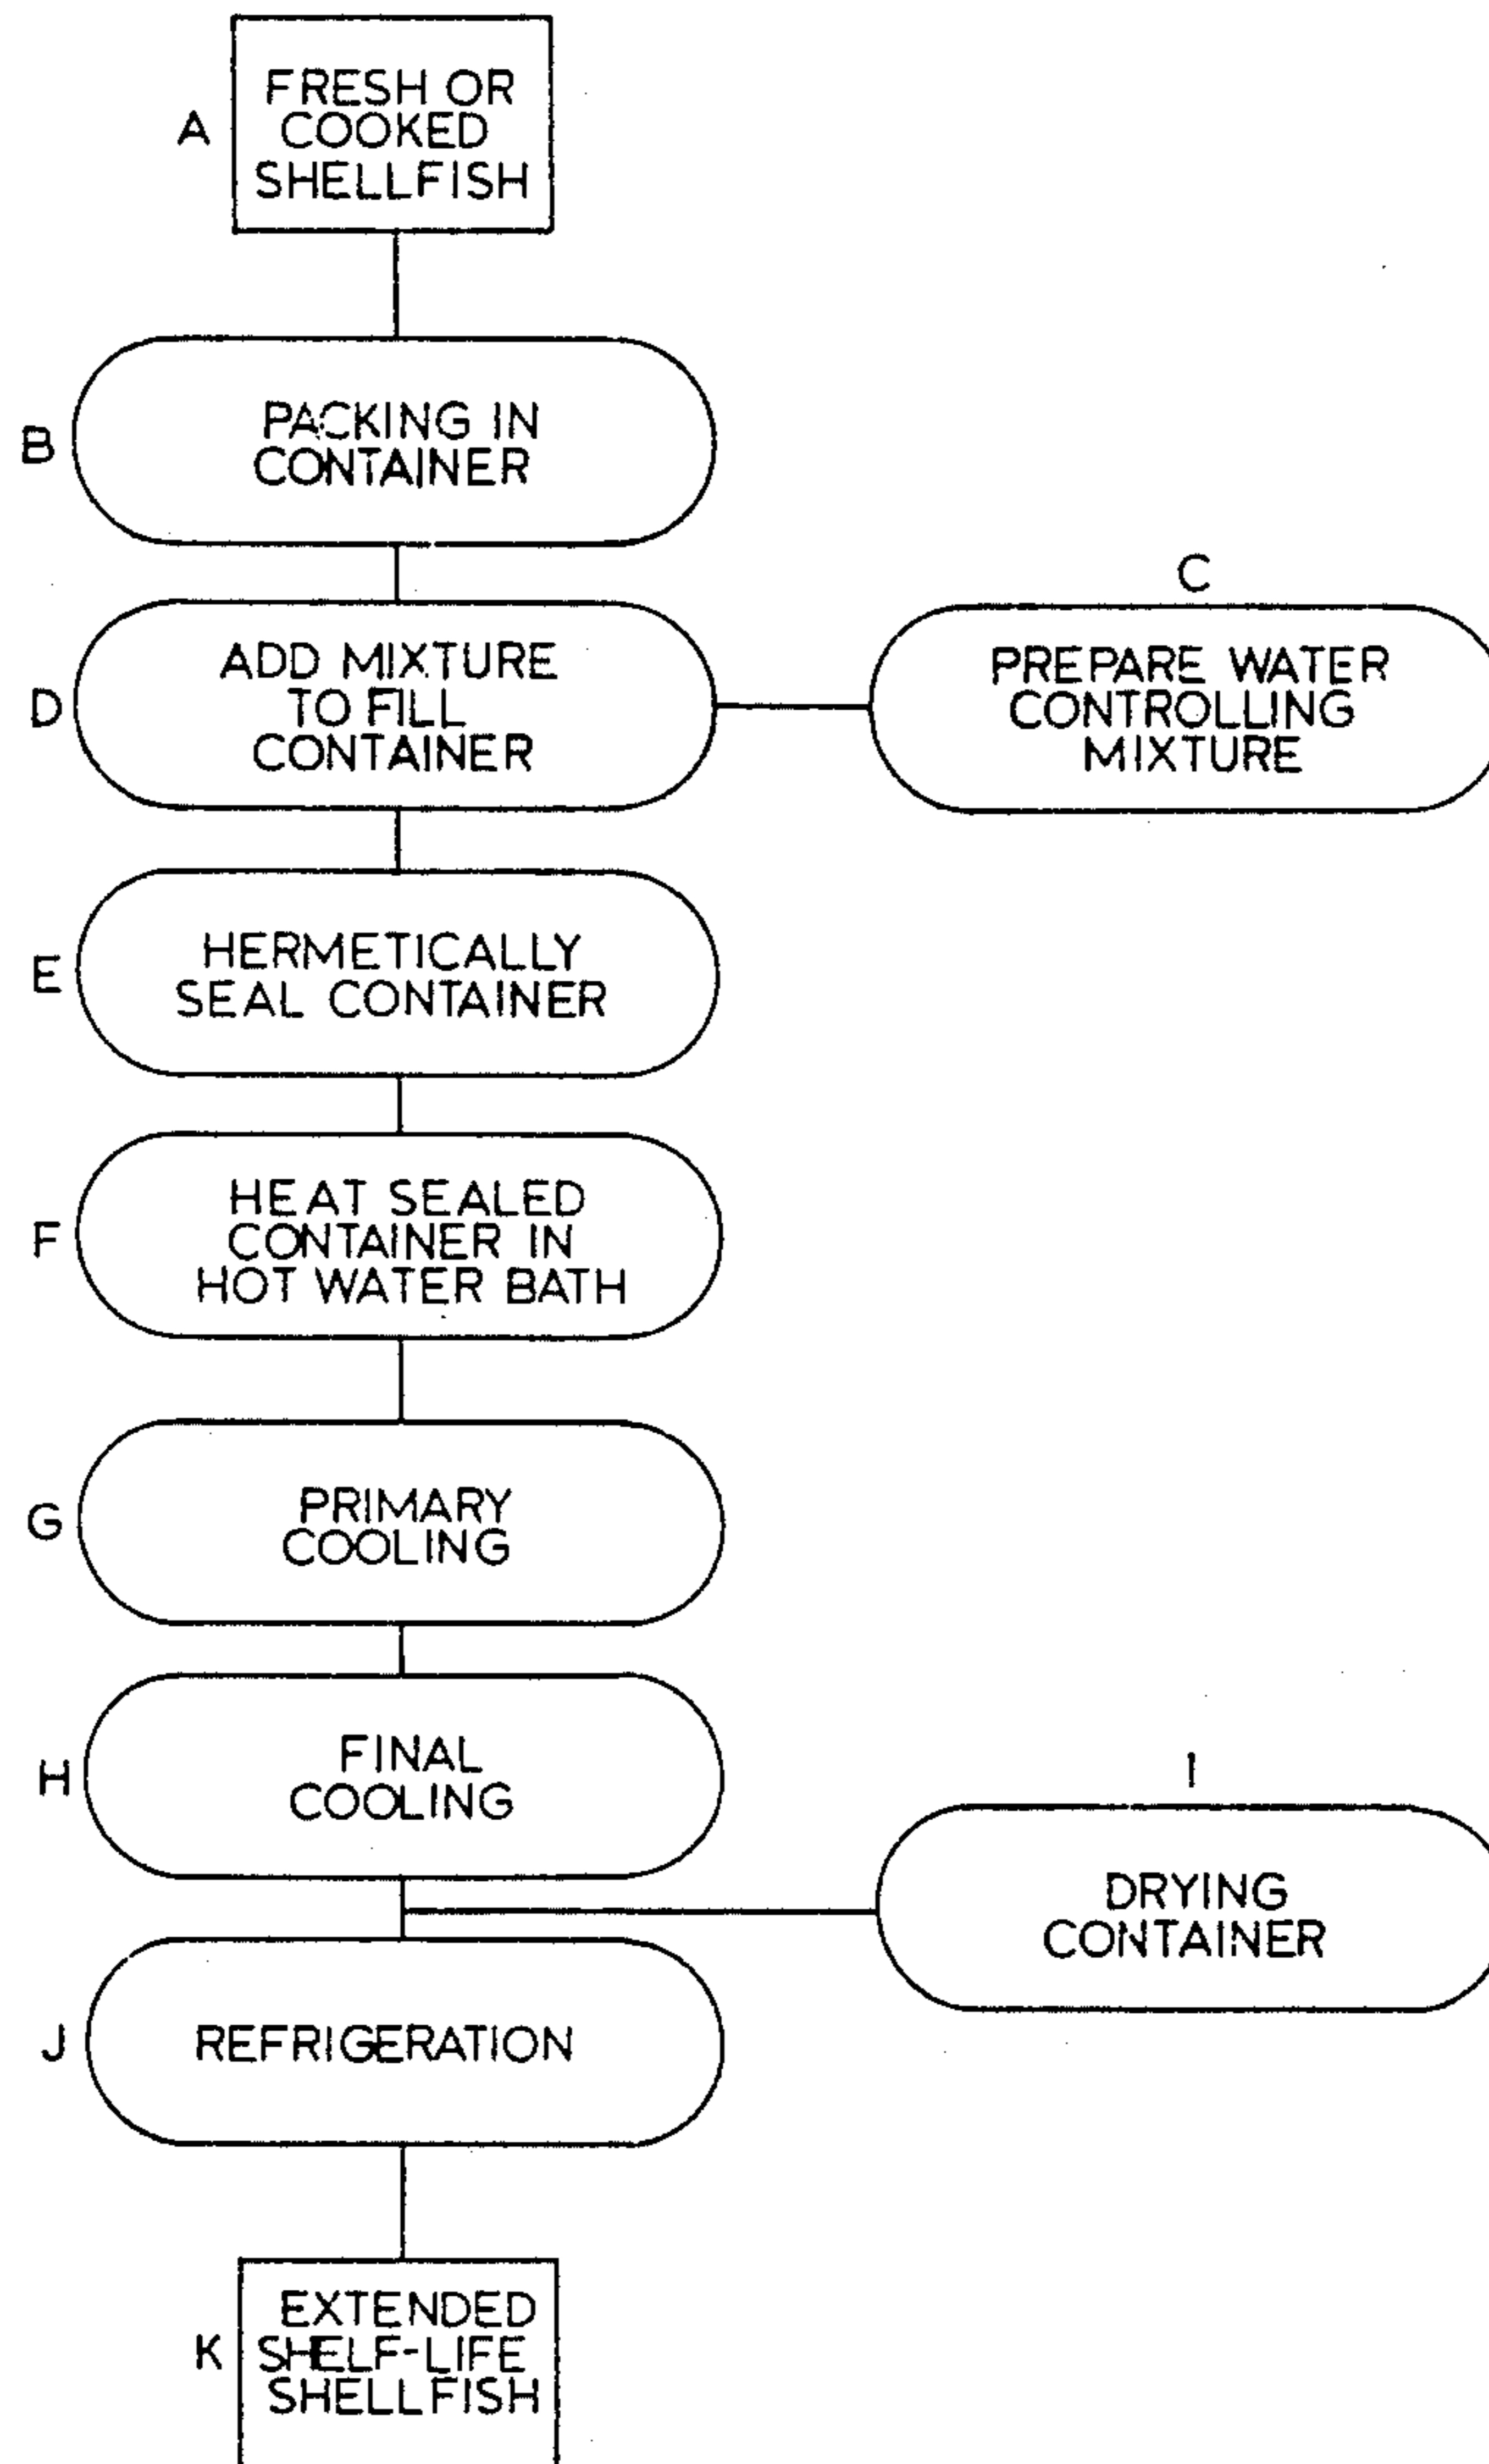 A
FRESH OR
COOKED
SHELLFISH
B
PACKING IN
CONTAINER
C
PREPARE WATER
CONTROLLING
MIXTURE
D
ADD MIXTURE
TO FILL
CONTAINER
E
HERMETICALLY
SEAL CONTAINER
F
HEAT SEALED
CONTAINER IN
HOT WATER BATH
G
PRIMARY
COOLING
H
FINAL
COOLING
I
DRYING
CONTAINER
J
REFRIGERATION
K
EXTENDED
SHELF-LIFE
SHELLFISH